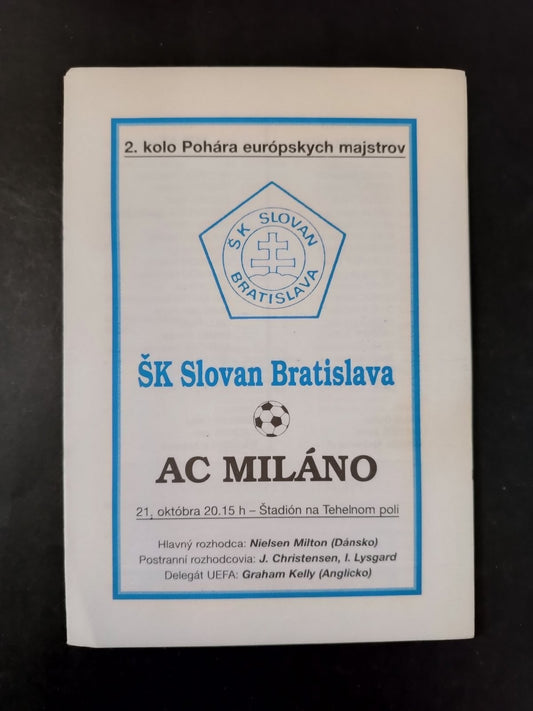 2. kolo Pohára európskych majstrov
ŠK SLOVAN
BRATISLAVA
ŠK Slovan Bratislava
AC MILÁNO
21. októbra 20.15 h – Štadión na Tehelnom poli
Hlavný rozhodca: Nielsen Milton (Dánsko)
Postranní rozhodcovia: J. Christensen, I. Lysgard
Delegát UEFA: Graham Kelly (Anglicko)